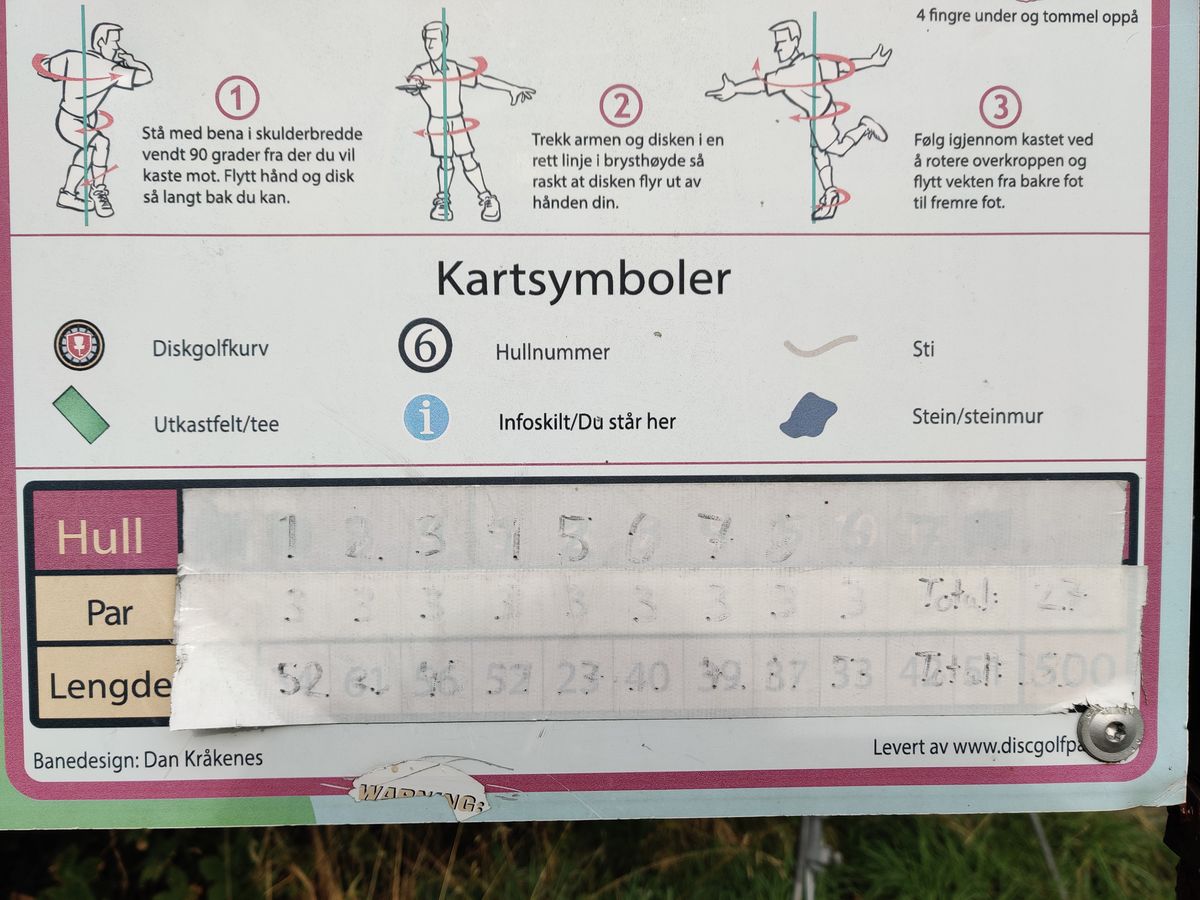 4 fingre under og tommel oppå
1
Stå med bena i skulderbredde
vendt 90 grader fra der du vil
kaste mot. Flytt hånd og disk
så langt bak du kan.
2
Trekk armen og disken i en
rett linje i brysthøyde så
raskt at disken flyr ut av
hånden din.
3
Følg igjennom kastet ved
å rotere overkroppen og
flytt vekten fra bakre fot
til fremre fot.
Kartsymboler
Diskgolfkurv
6 Hullnummer
Sti
Utkastfelt/tee
i Infoskilt/Du står her
Stein/steinmur
Hull 1 2 3 4 5 6 7 8
Par 3 3 3 3 3 3 3 3 3 Total: 27
Lengde 52 56 52 23 40 39 37 33
Banedesign: Dan Kråkenes
Levert av
WARNING: